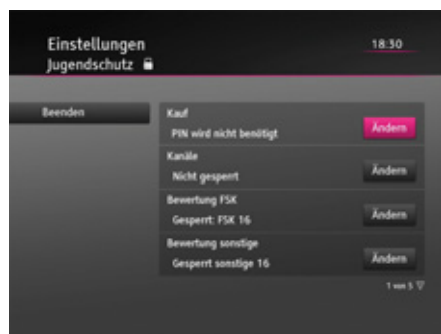 Einstellungen
18:30
Jugendschutz
Beenden
Kauf
PIN wird nicht benötigt
Ändern
Kanäle
Nicht gesperrt
Ändern
Bewertung FSK
Gesperrt: FSK 16
Ändern
Bewertung sonstige
Gesperrt sonstige 16
Ändern
1 von 5